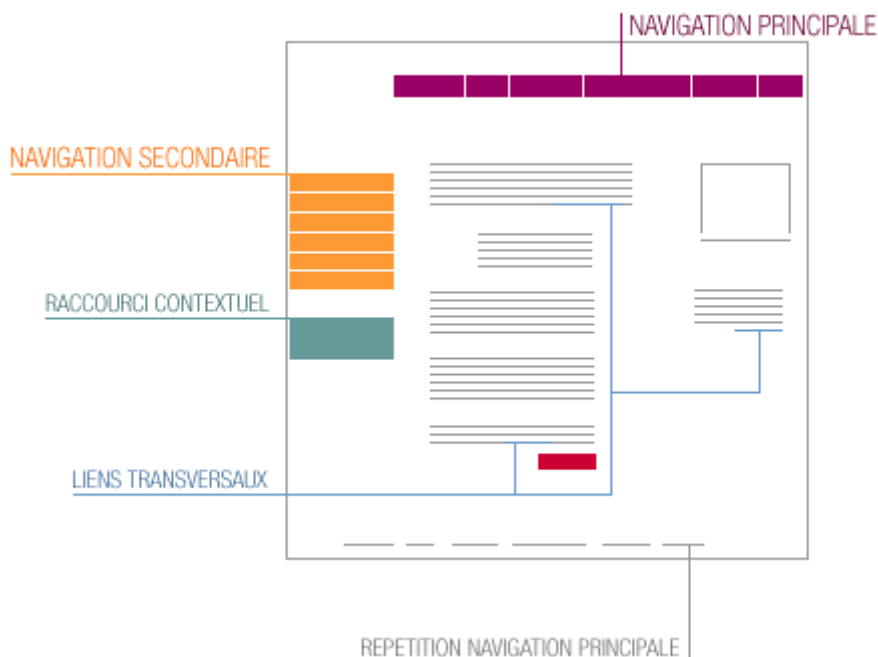 NAVIGATION PRINCIPALE
NAVIGATION SECONDAIRE
RACCOURCI CONTEXTUEL
LIENS TRANSVERSAUX
REPETITION NAVIGATION PRINCIPALE